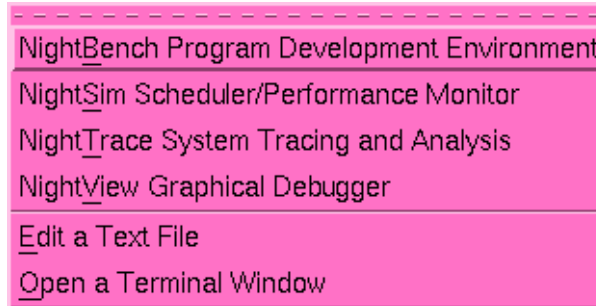 NightBench Program Development Environment
NightSim Scheduler/Performance Monitor
NightTrace System Tracing and Analysis
NightView Graphical Debugger
Edit a Text File
Open a Terminal Window